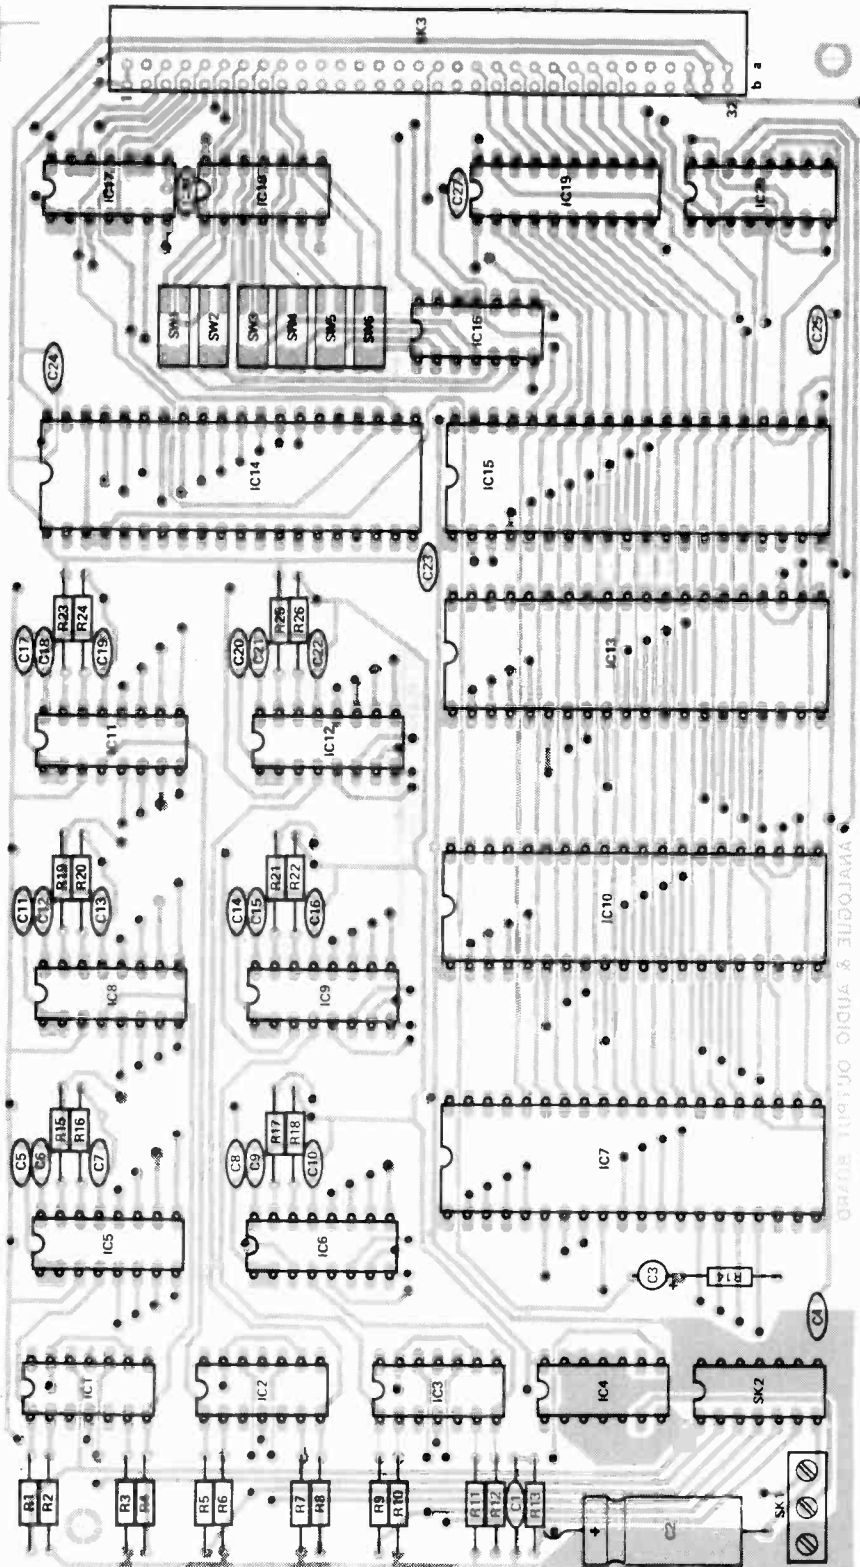 SK3
a
b
1
32
IC17
IC18
C27
IC19
IC20
SW1
SW2
SW3
SW4
SW5
SW6
IC16
C25
C24
IC14
IC15
C23
C17
C18
R23
R24
C19
C20
C21
R25
R26
C22
IC13
IC11
IC12
C11
C12
R19
R20
C13
C14
C15
R21
R22
C16
IC10
IC8
IC9
ANALOGUE & AUDIO OUTPUT BOARD
C5
C6
R15
R16
C7
C8
C9
R17
R18
C10
IC7
IC5
IC6
C3
+
R14
C4
IC1
IC2
IC3
IC4
SK2
R1
R2
R3
R4
R5
R6
R7
R8
R9
R10
R11
R12
C1
R13
+
C2
SK1